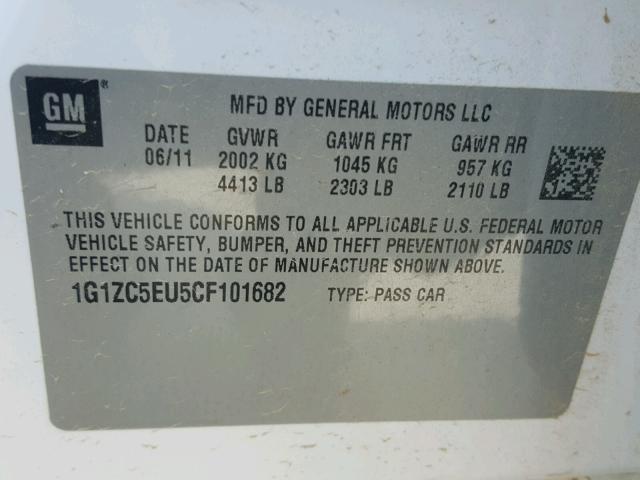 GM ®
MFD BY GENERAL MOTORS LLC
DATE GVWR GAWR FRT GAWR RR
06/11 2002 KG 1045 KG 957 KG
4413 LB 2303 LB 2110 LB
THIS VEHICLE CONFORMS TO ALL APPLICABLE U.S. FEDERAL MOTOR
VEHICLE SAFETY, BUMPER, AND THEFT PREVENTION STANDARDS IN
EFFECT ON THE DATE OF MANUFACTURE SHOWN ABOVE.
1G1ZC5EU5CF101682 TYPE: PASS CAR